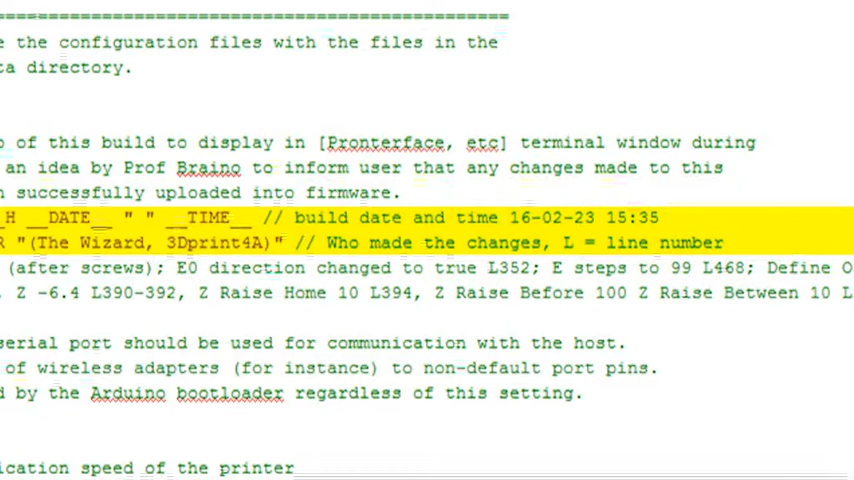 e the configuration files with the files in the
ta directory.
o of this build to display in [Pronterface, etc] terminal window during
an idea by Prof Braino to inform user that any changes made to this
n successfully uploaded into firmware.
_H __DATE__ " " __TIME__ // build date and time 16-02-23 15:35
R "(The Wizard, 3Dprint4A)" // Who made the changes, L = line number
(after screws); E0 direction changed to true L352; E steps to 99 L468; Define O
Z -6.4 L390-392, Z Raise Home 10 L394, Z Raise Before 100 Z Raise Between 10 L
serial port should be used for communication with the host.
of wireless adapters (for instance) to non-default port pins.
d by the Arduino bootloader regardless of this setting.
ication speed of the printer